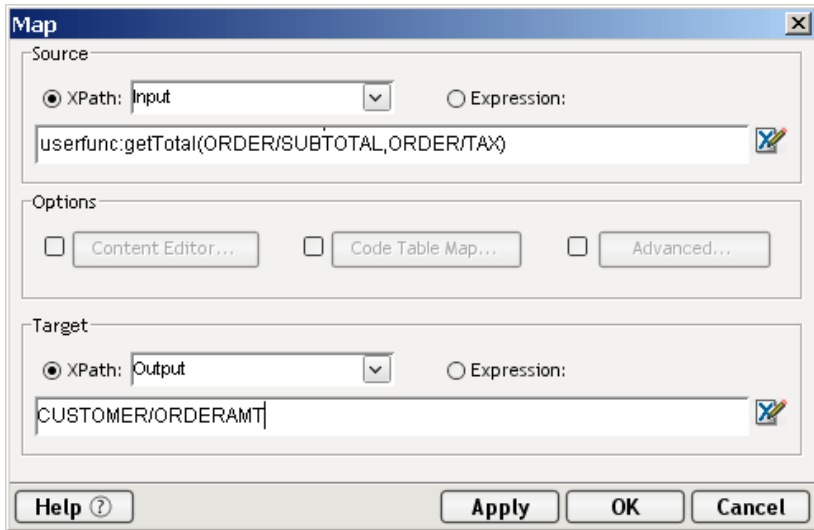 Map
Source
XPath: Input Expression:
userfunc:getTotal(ORDER/SUBTOTAL,ORDER/TAX)
Options
Content Editor... Code Table Map... Advanced...
Target
XPath: Output Expression:
CUSTOMER/ORDERAMT
Help ? Apply OK Cancel